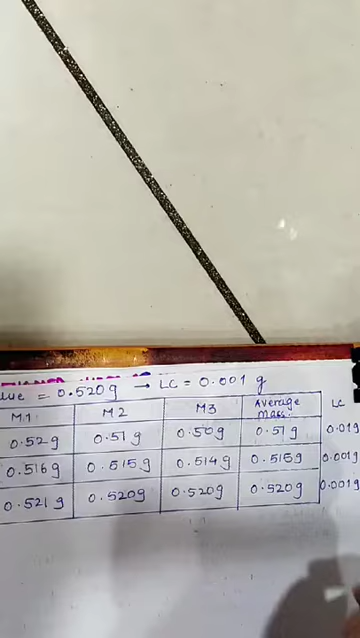 = 0.520g → LC = 0.001 g
M1 M2 M3 Average Mass. LC
0.52g 0.51g 0.50g 0.51g 0.01g
0.516g 0.515g 0.514g 0.515g 0.001g
0.521g 0.520g 0.520g 0.520g 0.001g